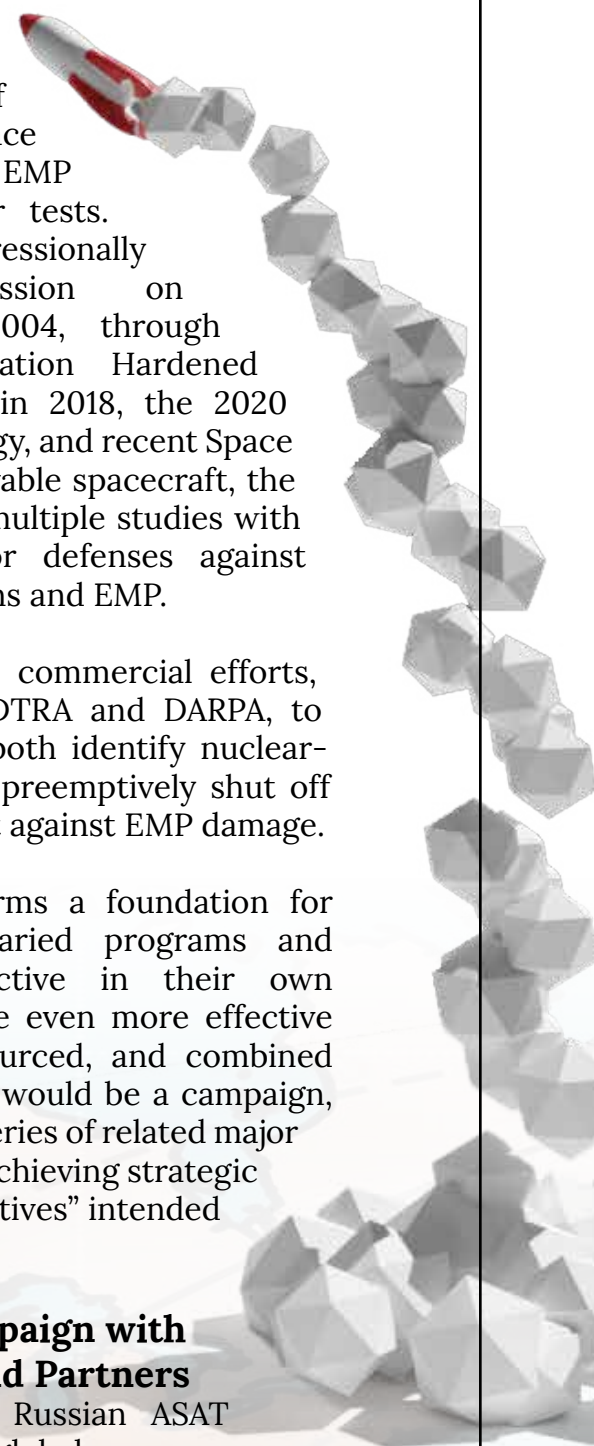 f
ce
EMP
r tests.
ressionally
ssion on
004, through
ation Hardened
in 2018, the 2020
gy, and recent Space
able spacecraft, the
multiple studies with
or defenses against
ns and EMP.
commercial efforts,
DTRA and DARPA, to
both identify nuclear-
preemptively shut off
t against EMP damage.
rms a foundation for
aried programs and
ctive in their own
e even more effective
urced, and combined
would be a campaign,
eries of related major
chieving strategic
tives” intended
paign with
d Partners
Russian ASAT